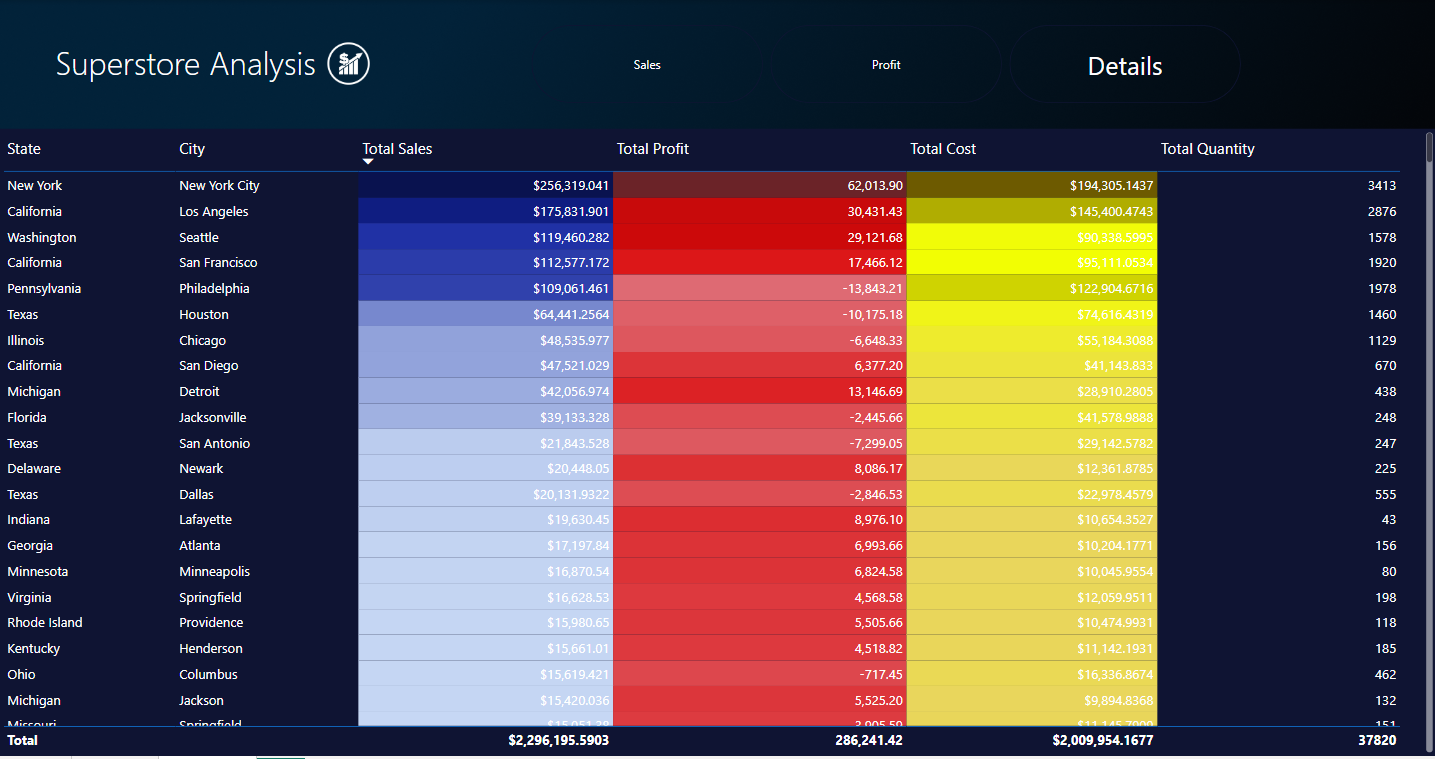 Superstore Analysis
Sales Profit Details
State City Total Sales Total Profit Total Cost Total Quantity
New York New York City $256,319.041 62,013.90 $194,305.1437 3413
California Los Angeles $175,831.901 30,431.43 $145,400.4743 2876
Washington Seattle $119,460.282 29,121.68 $90,338.5995 1578
California San Francisco $112,577.172 17,466.12 $95,111.0534 1920
Pennsylvania Philadelphia $109,061.461 -13,843.21 $122,904.6716 1978
Texas Houston $64,441.2564 -10,175.18 $74,616.4319 1460
Illinois Chicago $48,535.977 -6,648.33 $55,184.3088 1129
California San Diego $47,521.029 6,377.20 $41,143.833 670
Michigan Detroit $42,056.974 13,146.69 $28,910.2805 438
Florida Jacksonville $39,133.328 -2,445.66 $41,578.9888 248
Texas San Antonio $21,843.528 -7,299.05 $29,142.5782 247
Delaware Newark $20,448.05 8,086.17 $12,361.8785 225
Texas Dallas $20,131.9322 -2,846.53 $22,978.4579 555
Indiana Lafayette $19,630.45 8,976.10 $10,654.3527 43
Georgia Atlanta $17,197.84 6,993.66 $10,204.1771 156
Minnesota Minneapolis $16,870.54 6,824.58 $10,045.9554 80
Virginia Springfield $16,628.53 4,568.58 $12,059.9511 198
Rhode Island Providence $15,980.65 5,505.66 $10,474.9931 118
Kentucky Henderson $15,661.01 4,518.82 $11,142.1931 185
Ohio Columbus $15,619.421 -717.45 $16,336.8674 462
Michigan Jackson $15,420.036 5,525.20 $9,894.8368 132
Missouri Springfield 151
Total $2,296,195.5903 286,241.42 $2,009,954.1677 37820